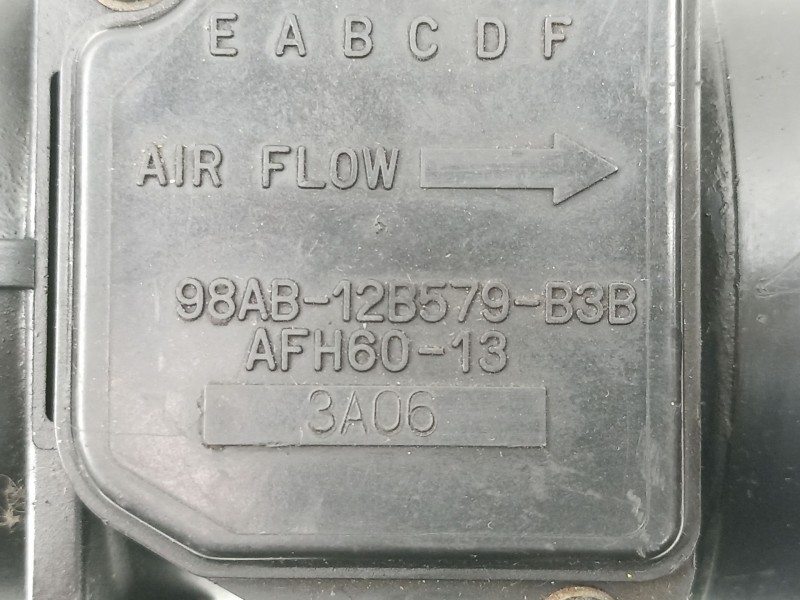 E A B C D F
AIR FLOW
98AB-12B579-B3B
AFH60-13
3A06